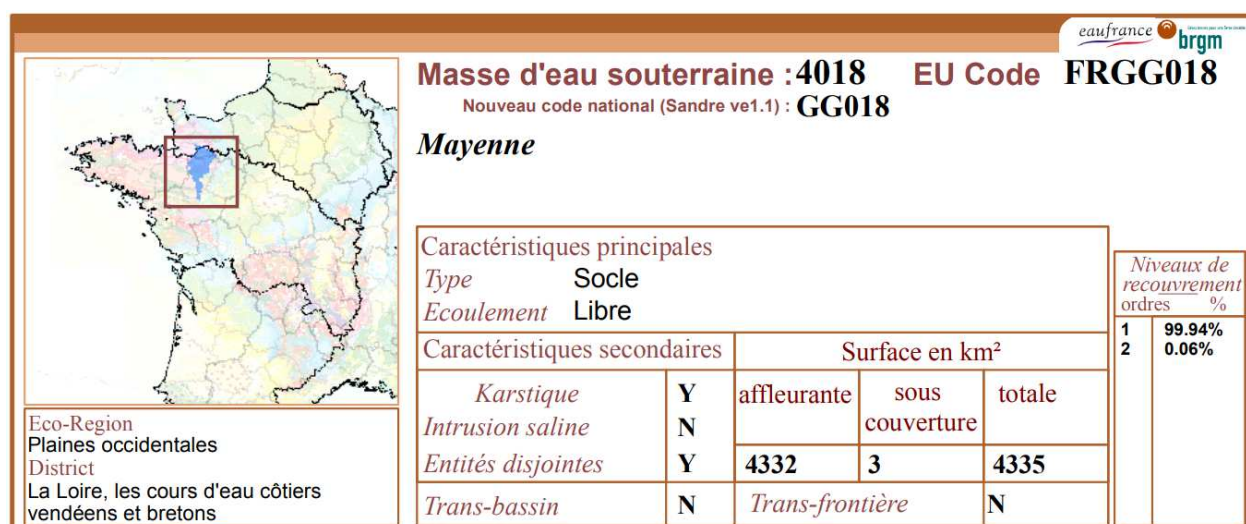 eaufrance
brgm
Masse d'eau souterraine : 4018 EU Code FRGG018
Nouveau code national (Sandre ve1.1) : GG018
Mayenne
Caractéristiques principales
Type Socle
Ecoulement Libre
Caractéristiques secondaires Surface en km²
Karstique Y affleurante sous couverture totale
Intrusion saline N
Entités disjointes Y 4332 3 4335
Trans-bassin N Trans-frontière N
Niveaux de
recouvrement
ordres %
1 99.94%
2 0.06%
Eco-Region
Plaines occidentales
District
La Loire, les cours d'eau côtiers
vendéens et bretons